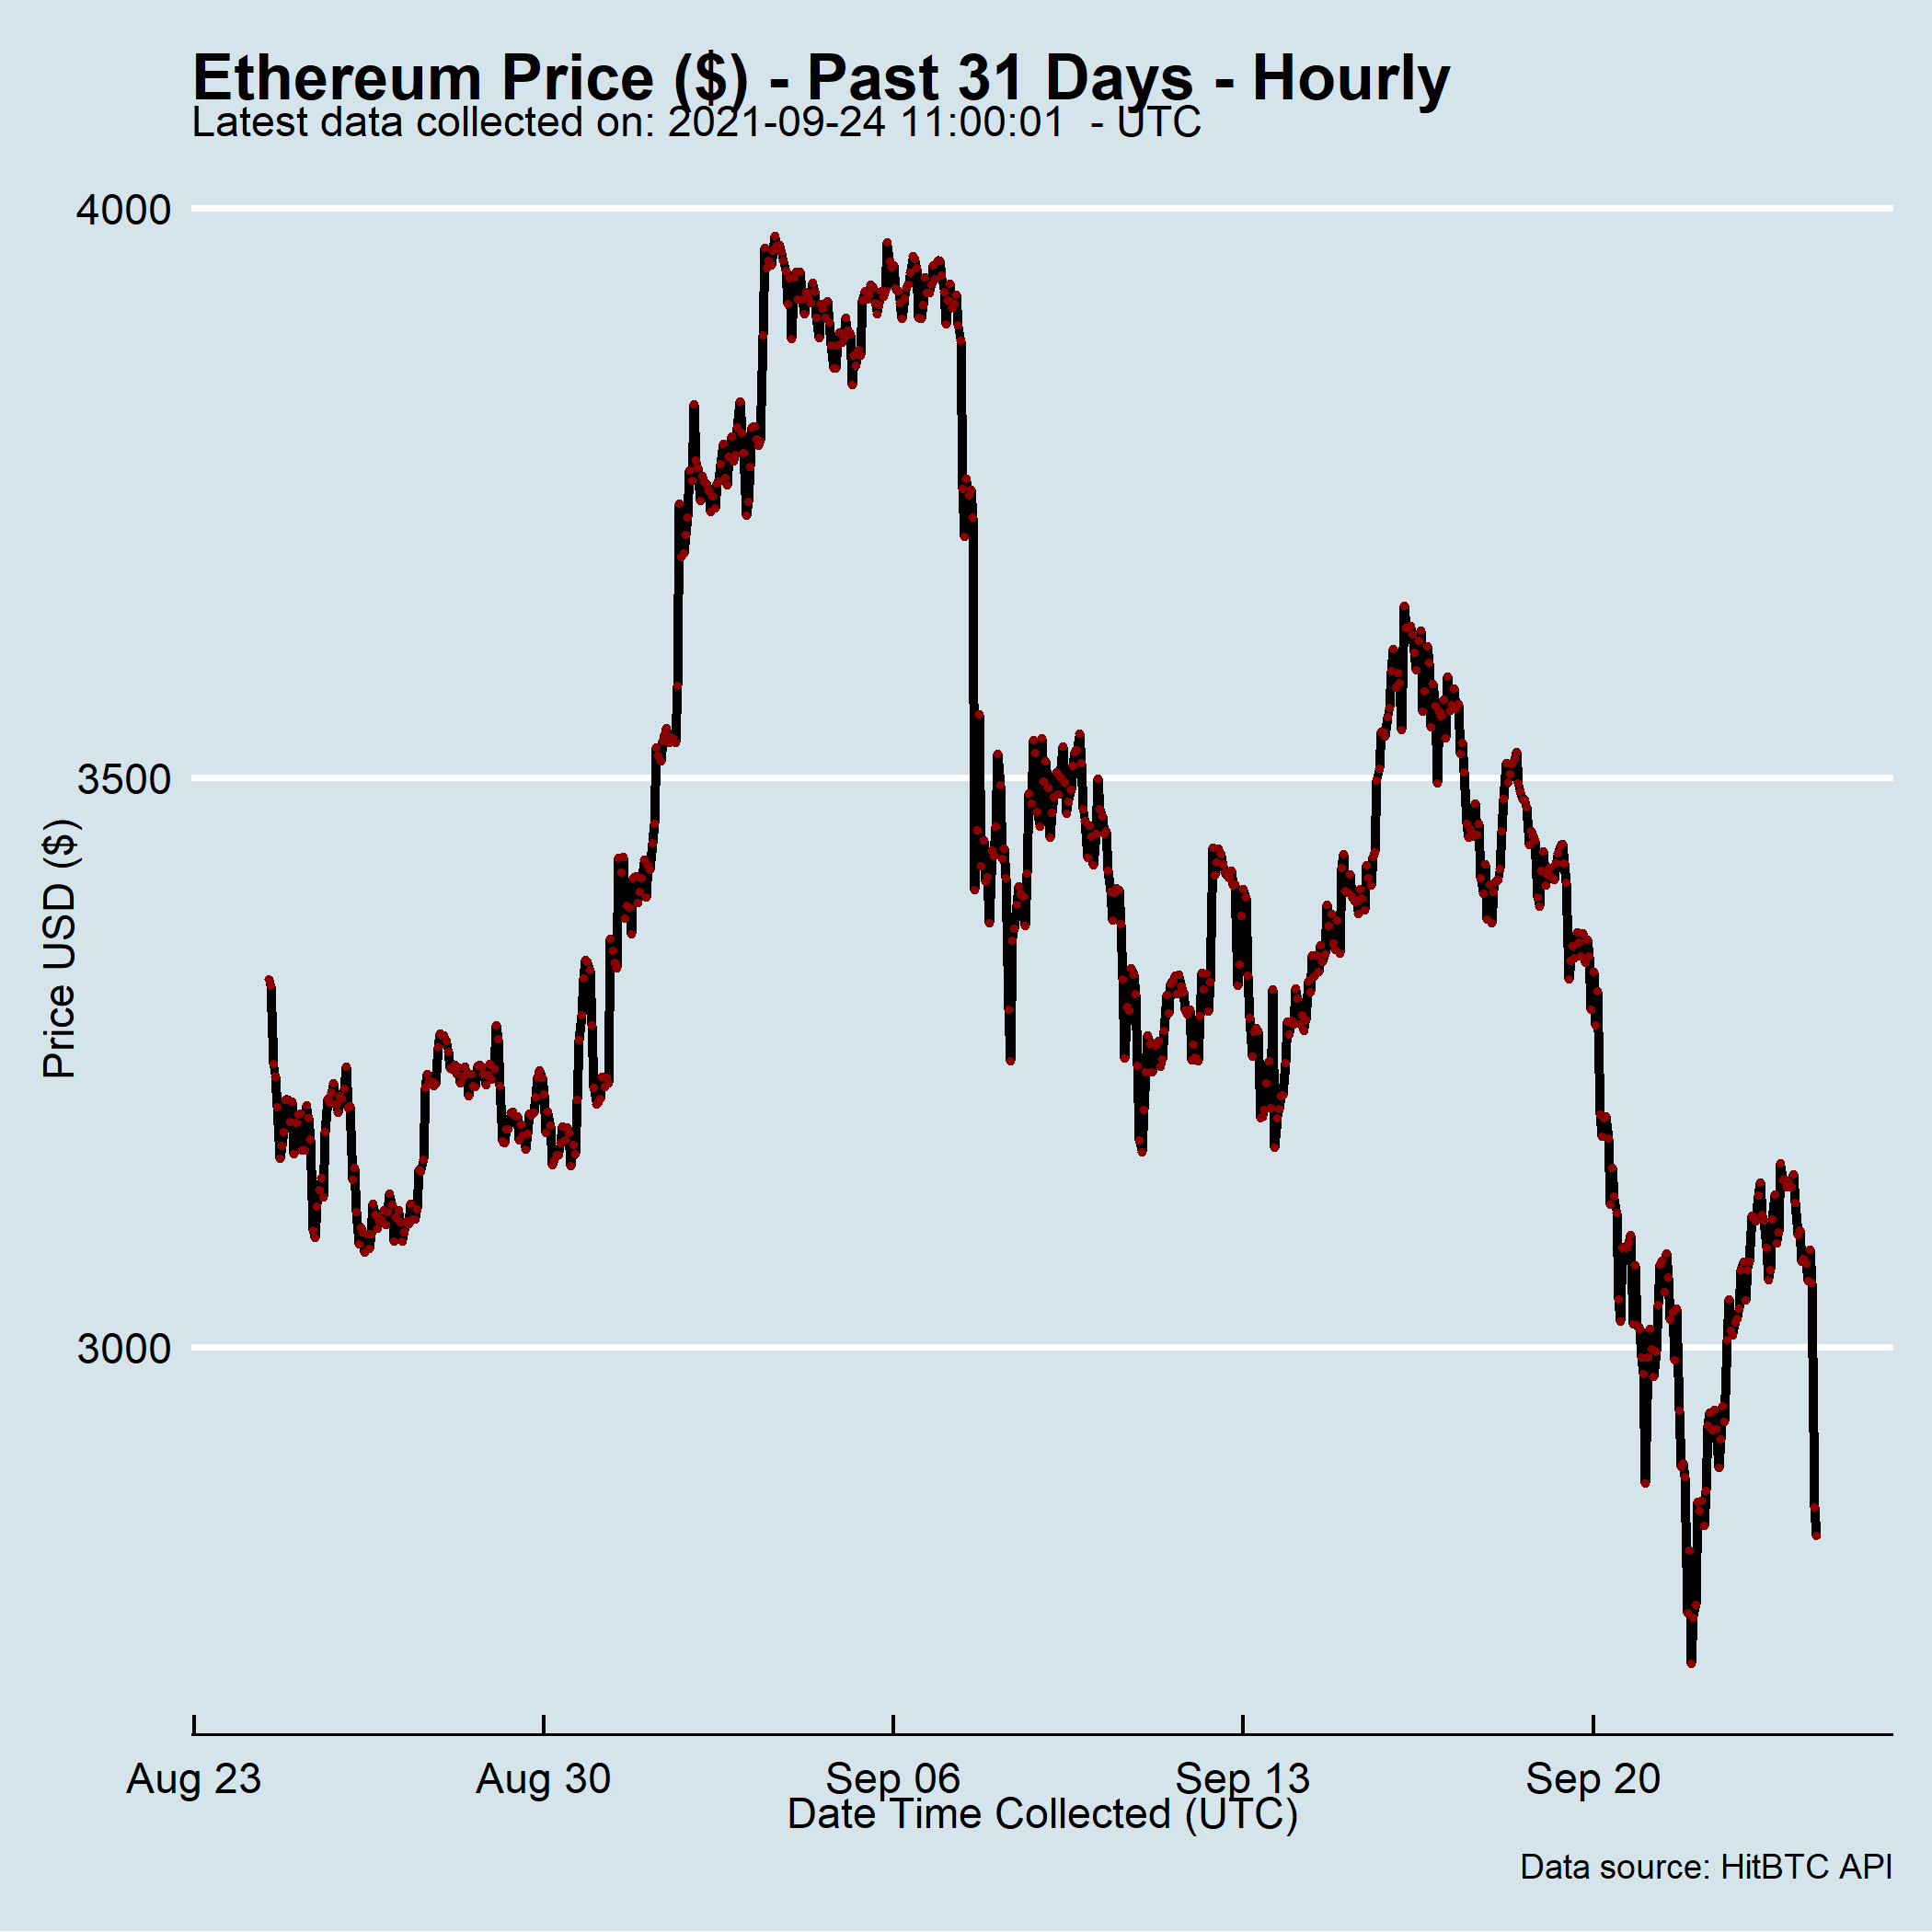 Ethereum Price ($) - Past 31 Days - Hourly
Latest data collected on: 2021-09-24 11:00:01  - UTC
4000
3500
3000
Price USD ($)
Aug 23
Aug 30
Sep 06
Sep 13
Sep 20
Date Time Collected (UTC)
Data source: HitBTC API